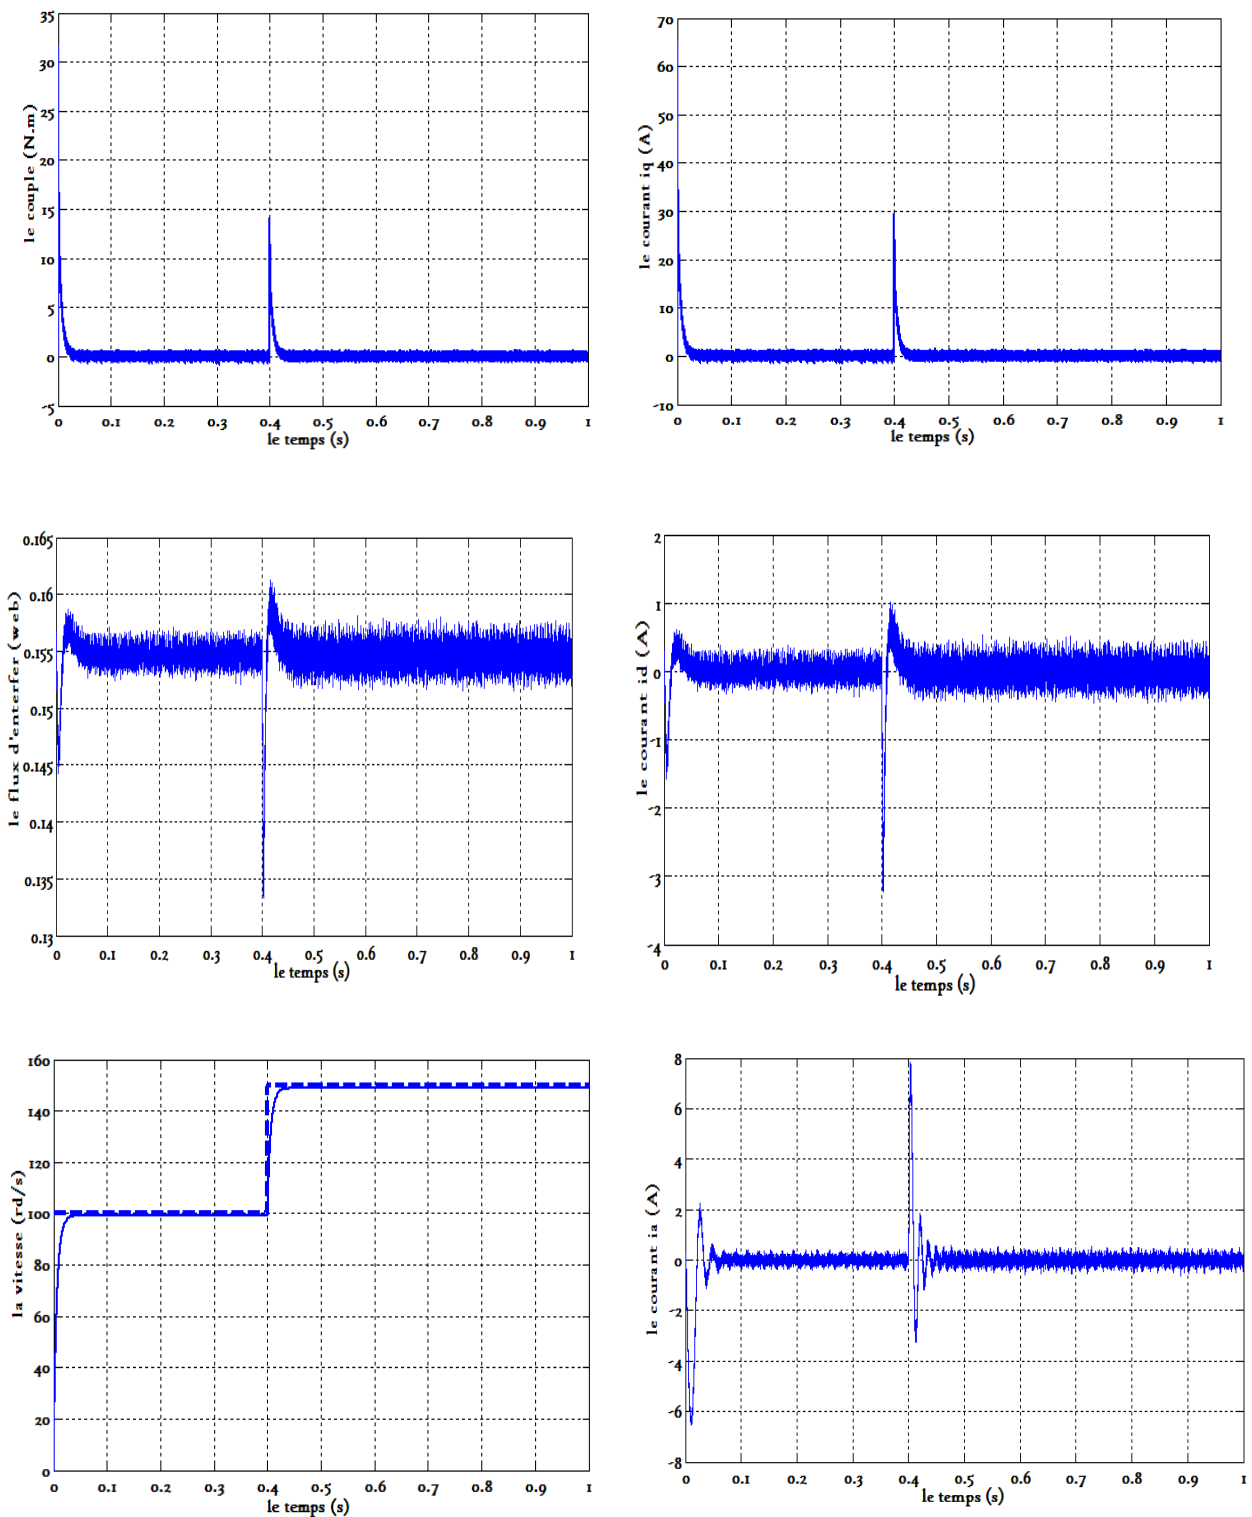 35
30
25
20
15
10
5
0
-5
le couple (N.m)
0 0.1 0.2 0.3 0.4 0.5 0.6 0.7 0.8 0.9 1
le temps (s)
70
60
50
40
30
20
10
0
-10
le courant iq (A)
0 0.1 0.2 0.3 0.4 0.5 0.6 0.7 0.8 0.9 1
le temps (s)
0.165
0.16
0.155
0.15
0.145
0.14
0.135
0.13
le flux d'enterfer (web)
0 0.1 0.2 0.3 0.4 0.5 0.6 0.7 0.8 0.9 1
le temps (s)
2
1
0
-1
-2
-3
-4
le courant id (A)
0 0.1 0.2 0.3 0.4 0.5 0.6 0.7 0.8 0.9 1
le temps (s)
160
140
120
100
80
60
40
20
0
la vitesse (rd/s)
0 0.1 0.2 0.3 0.4 0.5 0.6 0.7 0.8 0.9 1
le temps (s)
8
6
4
2
0
-2
-4
-6
-8
le courant ia (A)
0 0.1 0.2 0.3 0.4 0.5 0.6 0.7 0.8 0.9 1
le temps (s)